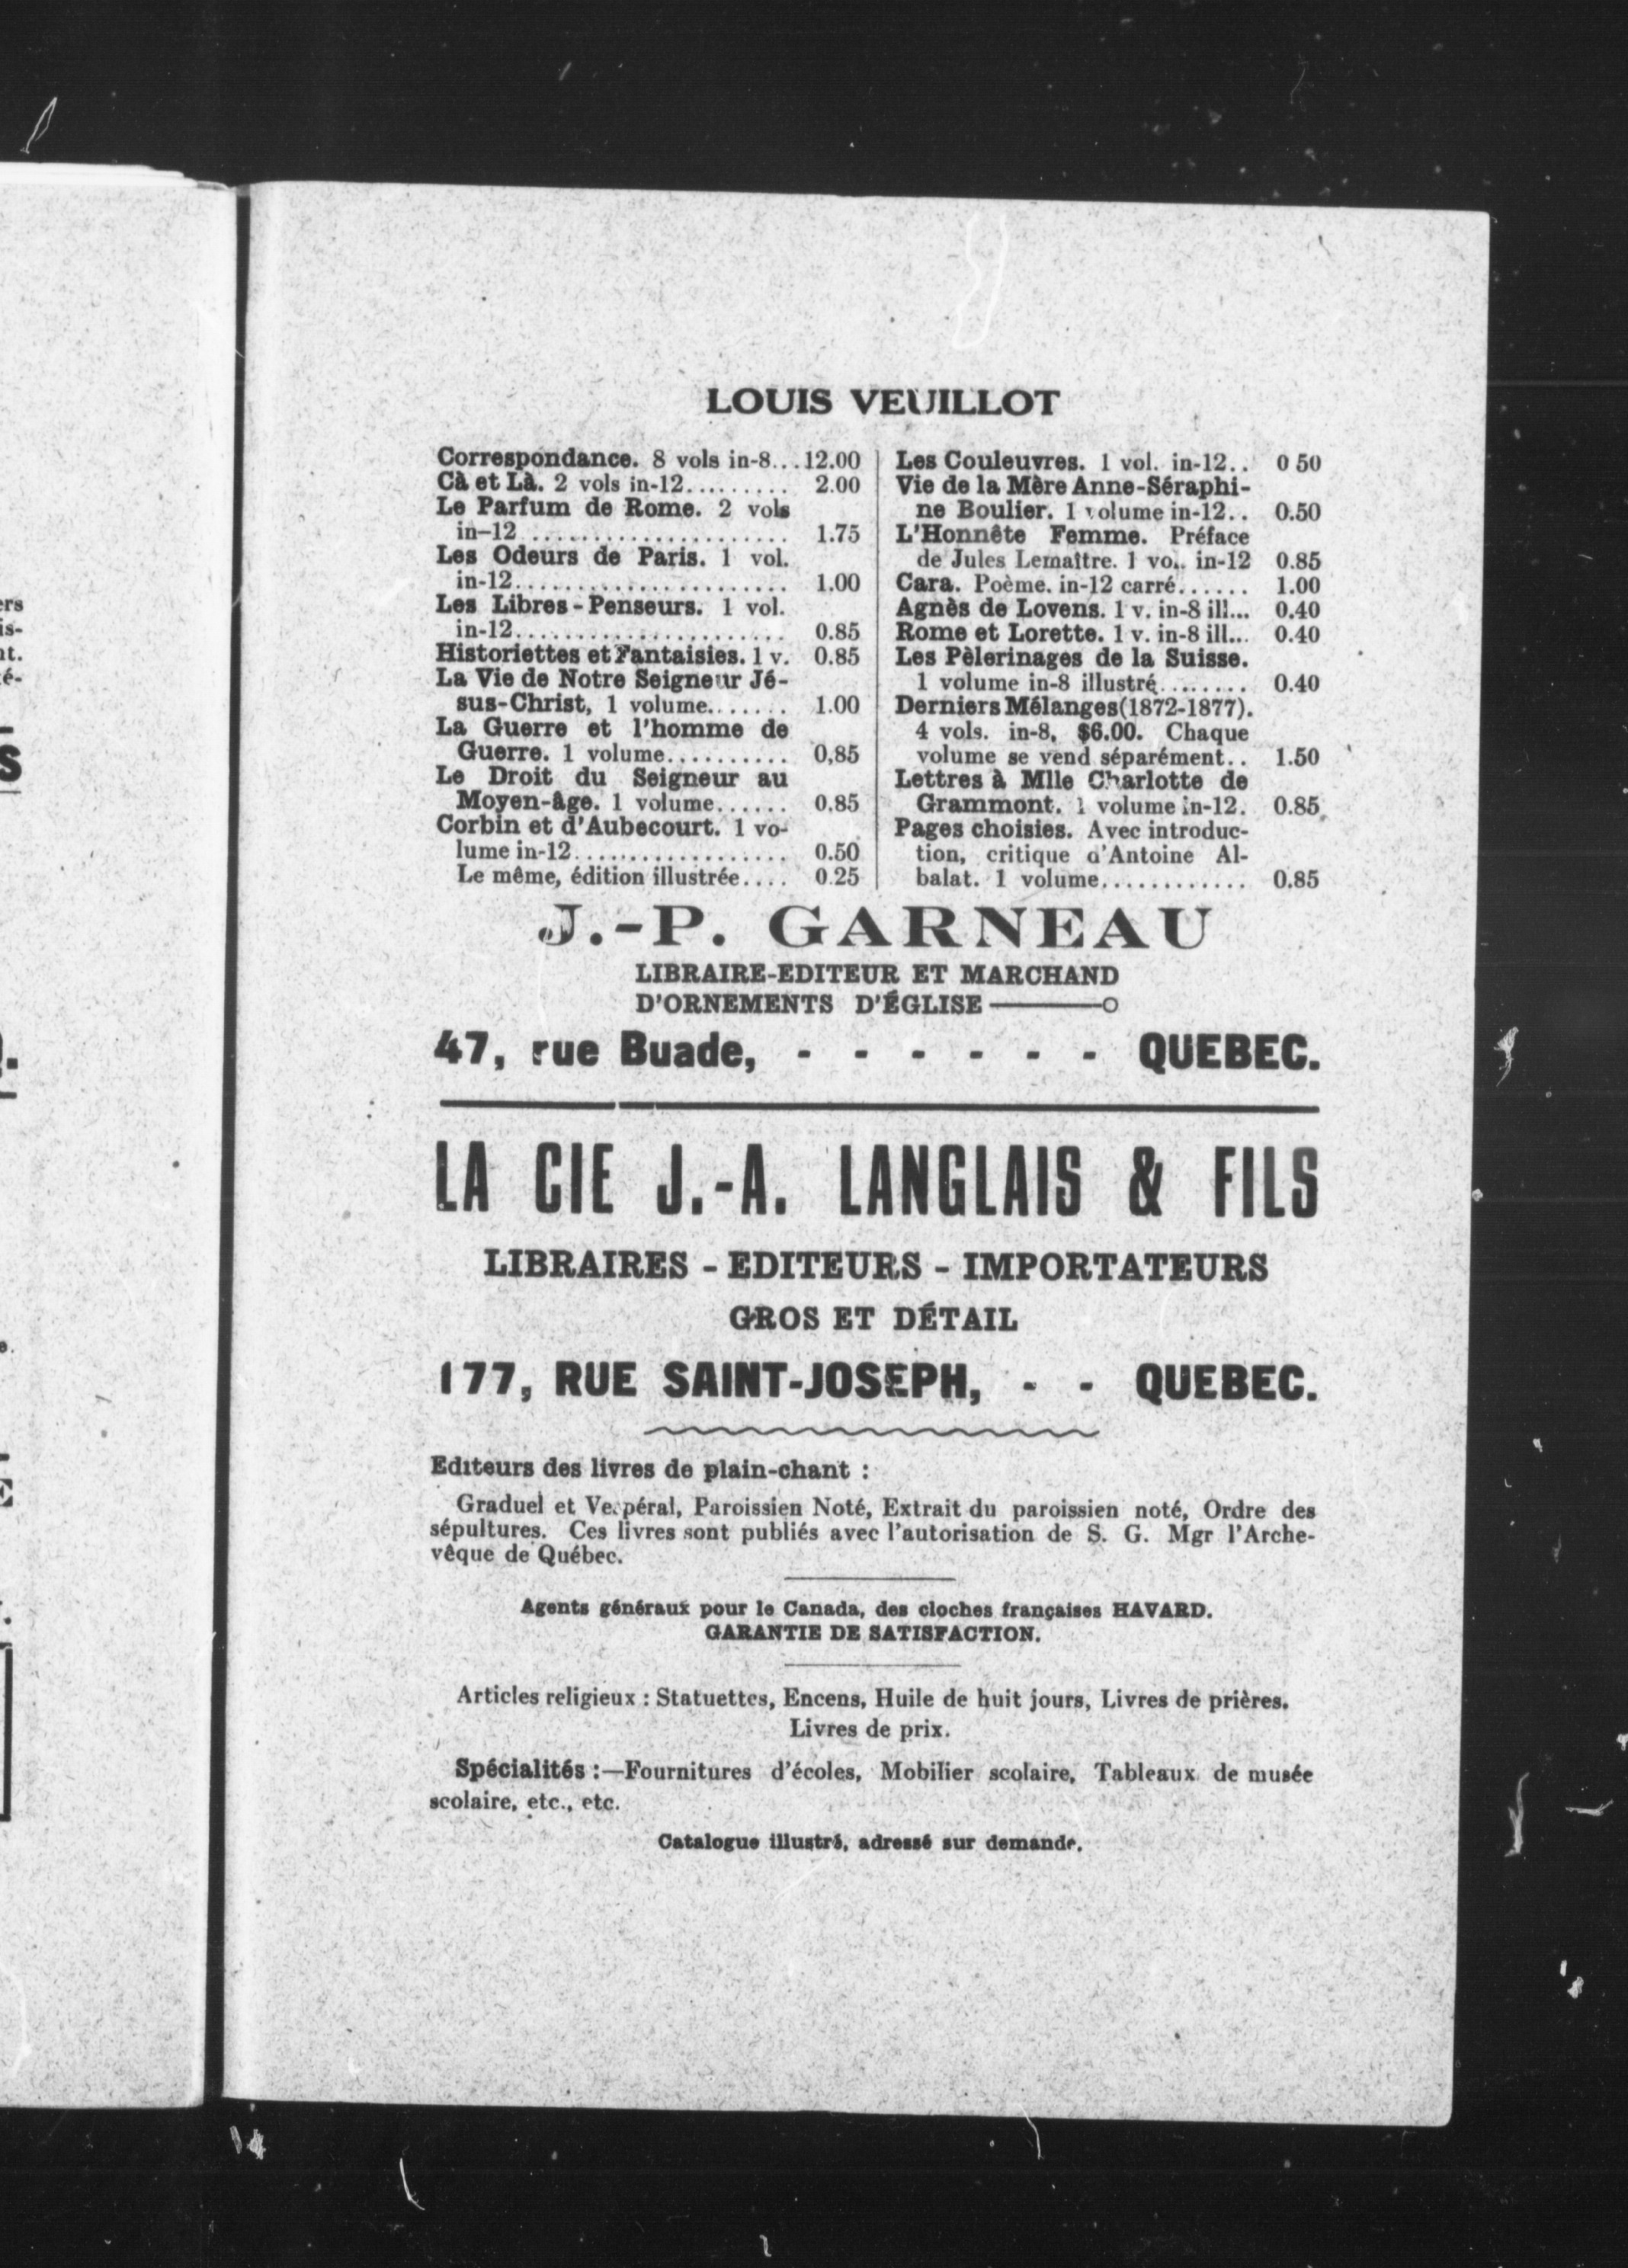 LOUIS VEUILLOT
Correspondance. 8 vols in-8...12.00
Cà et Là. 2 vols in-12......... 2.00
Le Parfum de Rome. 2 vols
in-12 ..................... 1.75
Les Odeurs de Paris. 1 vol.
in-12...................... 1.00
Les Libres-Penseurs. 1 vol.
in-12...................... 0.85
Historiettes et Fantaisies. 1 v. 0.85
La Vie de Notre Seigneur Jé-
sus-Christ, 1 volume....... 1.00
La Guerre et l'homme de
Guerre. 1 volume.......... 0,85
Le Droit du Seigneur au
Moyen-âge. 1 volume...... 0.85
Corbin et d'Aubecourt. 1 vo-
lume in-12.................. 0.50
Le même, édition illustrée.... 0.25
Les Couleuvres. 1 vol. in-12.. 0 50
Vie de la Mère Anne-Séraphi-
ne Boulier. 1 volume in-12.. 0.50
L'Honnête Femme. Préface
de Jules Lemaître. 1 vol. in-12 0.85
Cara. Poème. in-12 carré...... 1.00
Agnès de Lovens. 1 v. in-8 ill... 0.40
Rome et Lorette. 1 v. in-8 ill... 0.40
Les Pèlerinages de la Suisse.
1 volume in-8 illustré........ 0.40
Derniers Mélanges(1872-1877).
4 vols. in-8, $6.00. Chaque
volume se vend séparément.. 1.50
Lettres à Mlle Charlotte de
Grammont. 1 volume in-12. 0.85
Pages choisies. Avec introduc-
tion, critique d'Antoine Al-
balat. 1 volume............ 0.85
J.-P. GARNEAU
LIBRAIRE-EDITEUR ET MARCHAND
D'ORNEMENTS D'ÉGLISE
47, rue Buade, - - - - - - QUEBEC.
LA CIE J.-A. LANGLAIS & FILS
LIBRAIRES - EDITEURS - IMPORTATEURS
GROS ET DÉTAIL
177, RUE SAINT-JOSEPH, - - QUEBEC.
Editeurs des livres de plain-chant :
Graduel et Vespéral, Paroissien Noté, Extrait du paroissien noté, Ordre des
sépultures. Ces livres sont publiés avec l'autorisation de S. G. Mgr l'Arche-
vêque de Québec.
Agents généraux pour le Canada, des cloches françaises HAVARD.
GARANTIE DE SATISFACTION.
Articles religieux : Statuettes, Encens, Huile de huit jours, Livres de prières.
Livres de prix.
Spécialités :—Fournitures d'écoles, Mobilier scolaire, Tableaux de musée
scolaire, etc., etc.
Catalogue illustré, adressé sur demande.